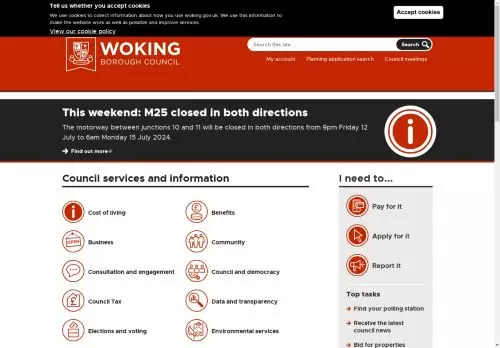 Tell us whether you accept cookies
We use cookies to collect information about how you use woking.gov.uk. We use this information to make the website work as well as possible and improve services.
View our cookie policy
Accept cookies
WOKING
BOROUGH COUNCIL
Search this site
Search
My account
Planning application search
Council meetings
This weekend: M25 closed in both directions
The motorway between junctions 10 and 11 will be closed in both directions from 9pm Friday 12
July to 6am Monday 15 July 2024.
Find out more
Council services and information
Cost of living
Benefits
Business
Community
Consultation and engagement
Council and democracy
Council Tax
Data and transparency
Elections and voting
Environmental services
I need to...
Pay for it
Apply for it
Report it
Top tasks
Find your polling station
Receive the latest
council news
Bid for properties